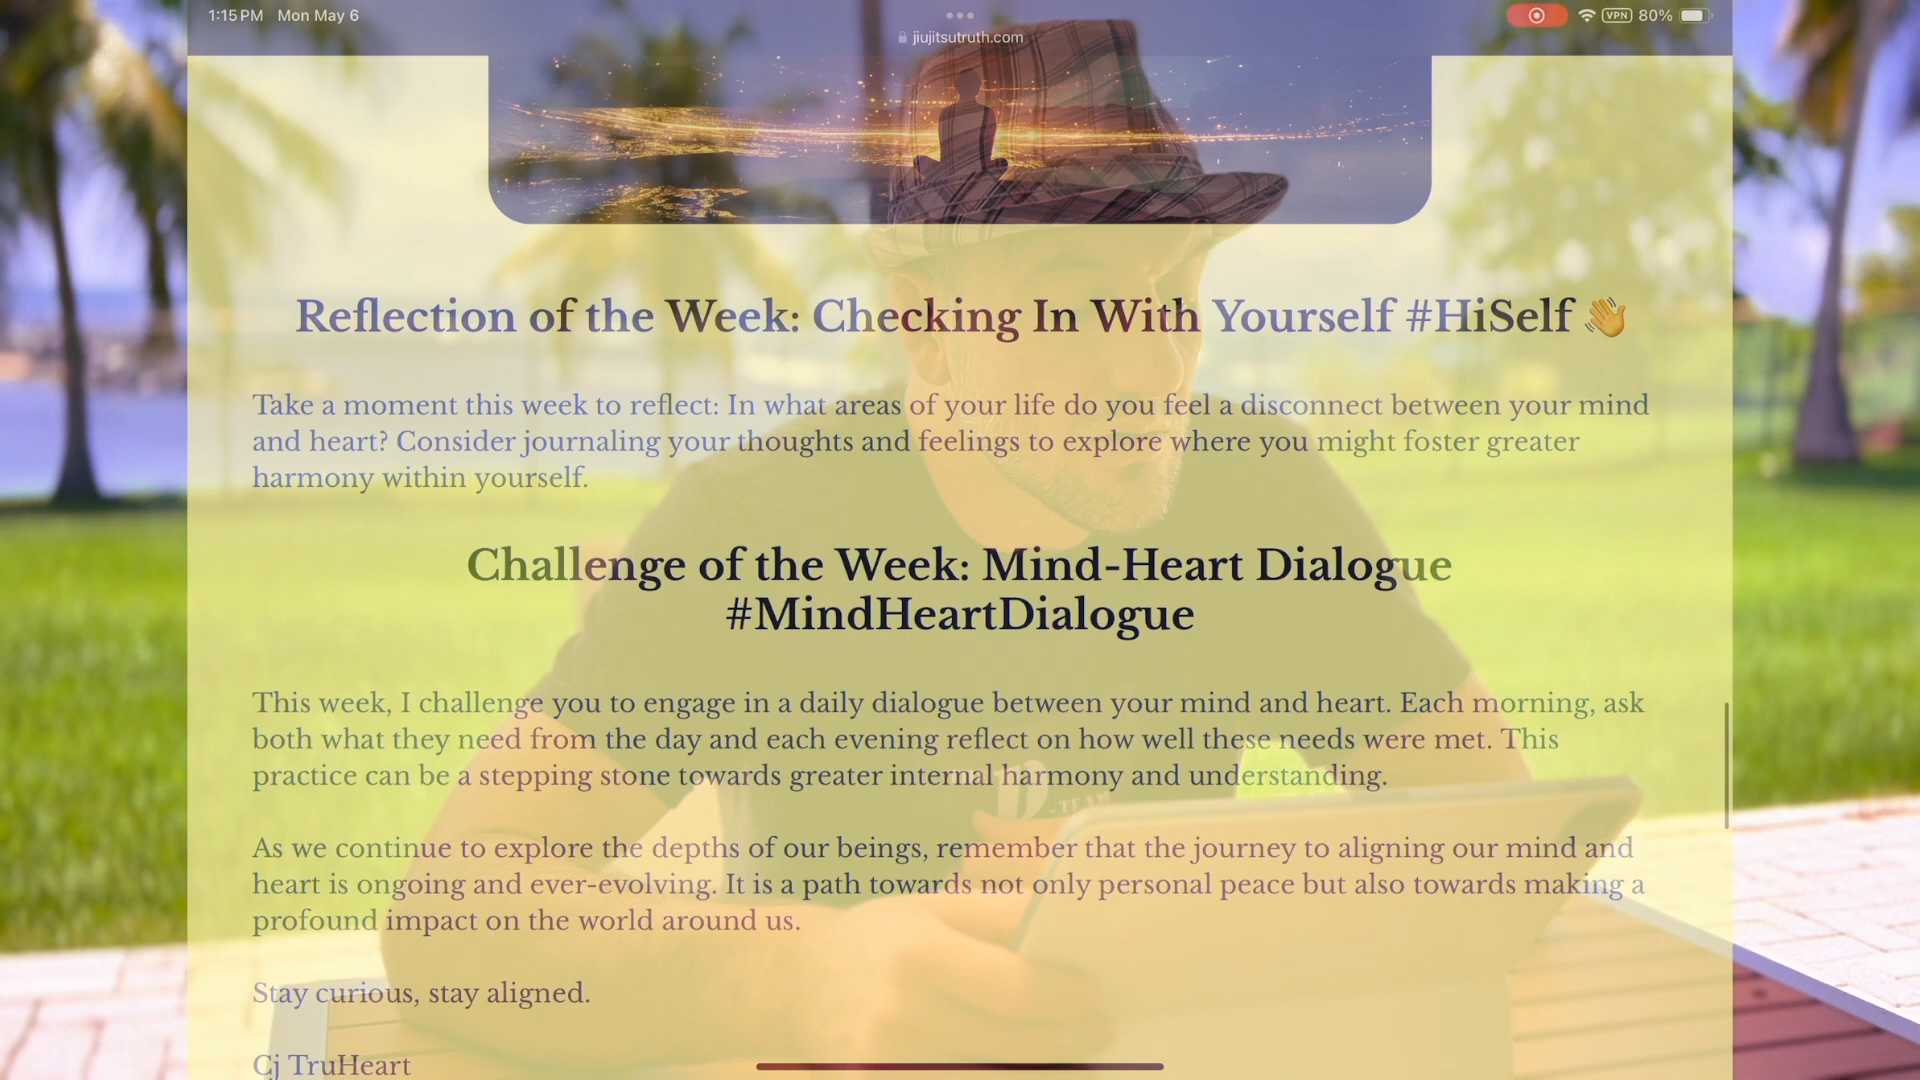 1:15 PM Mon May 6
VPN 80%
jiujitsutruth.com
Reflection of the Week: Checking In With Yourself #HiSelf 👋
Take a moment this week to reflect: In what areas of your life do you feel a disconnect between your mind
and heart? Consider journaling your thoughts and feelings to explore where you might foster greater
harmony within yourself.
Challenge of the Week: Mind-Heart Dialogue
#MindHeartDialogue
This week, I challenge you to engage in a daily dialogue between your mind and heart. Each morning, ask
both what they need from the day and each evening reflect on how well these needs were met. This
practice can be a stepping stone towards greater internal harmony and understanding.
-TEAM
As we continue to explore the depths of our beings, remember that the journey to aligning our mind and
heart is ongoing and ever-evolving. It is a path towards not only personal peace but also towards making a
profound impact on the world around us.
Stay curious, stay aligned.
Cj TruHeart